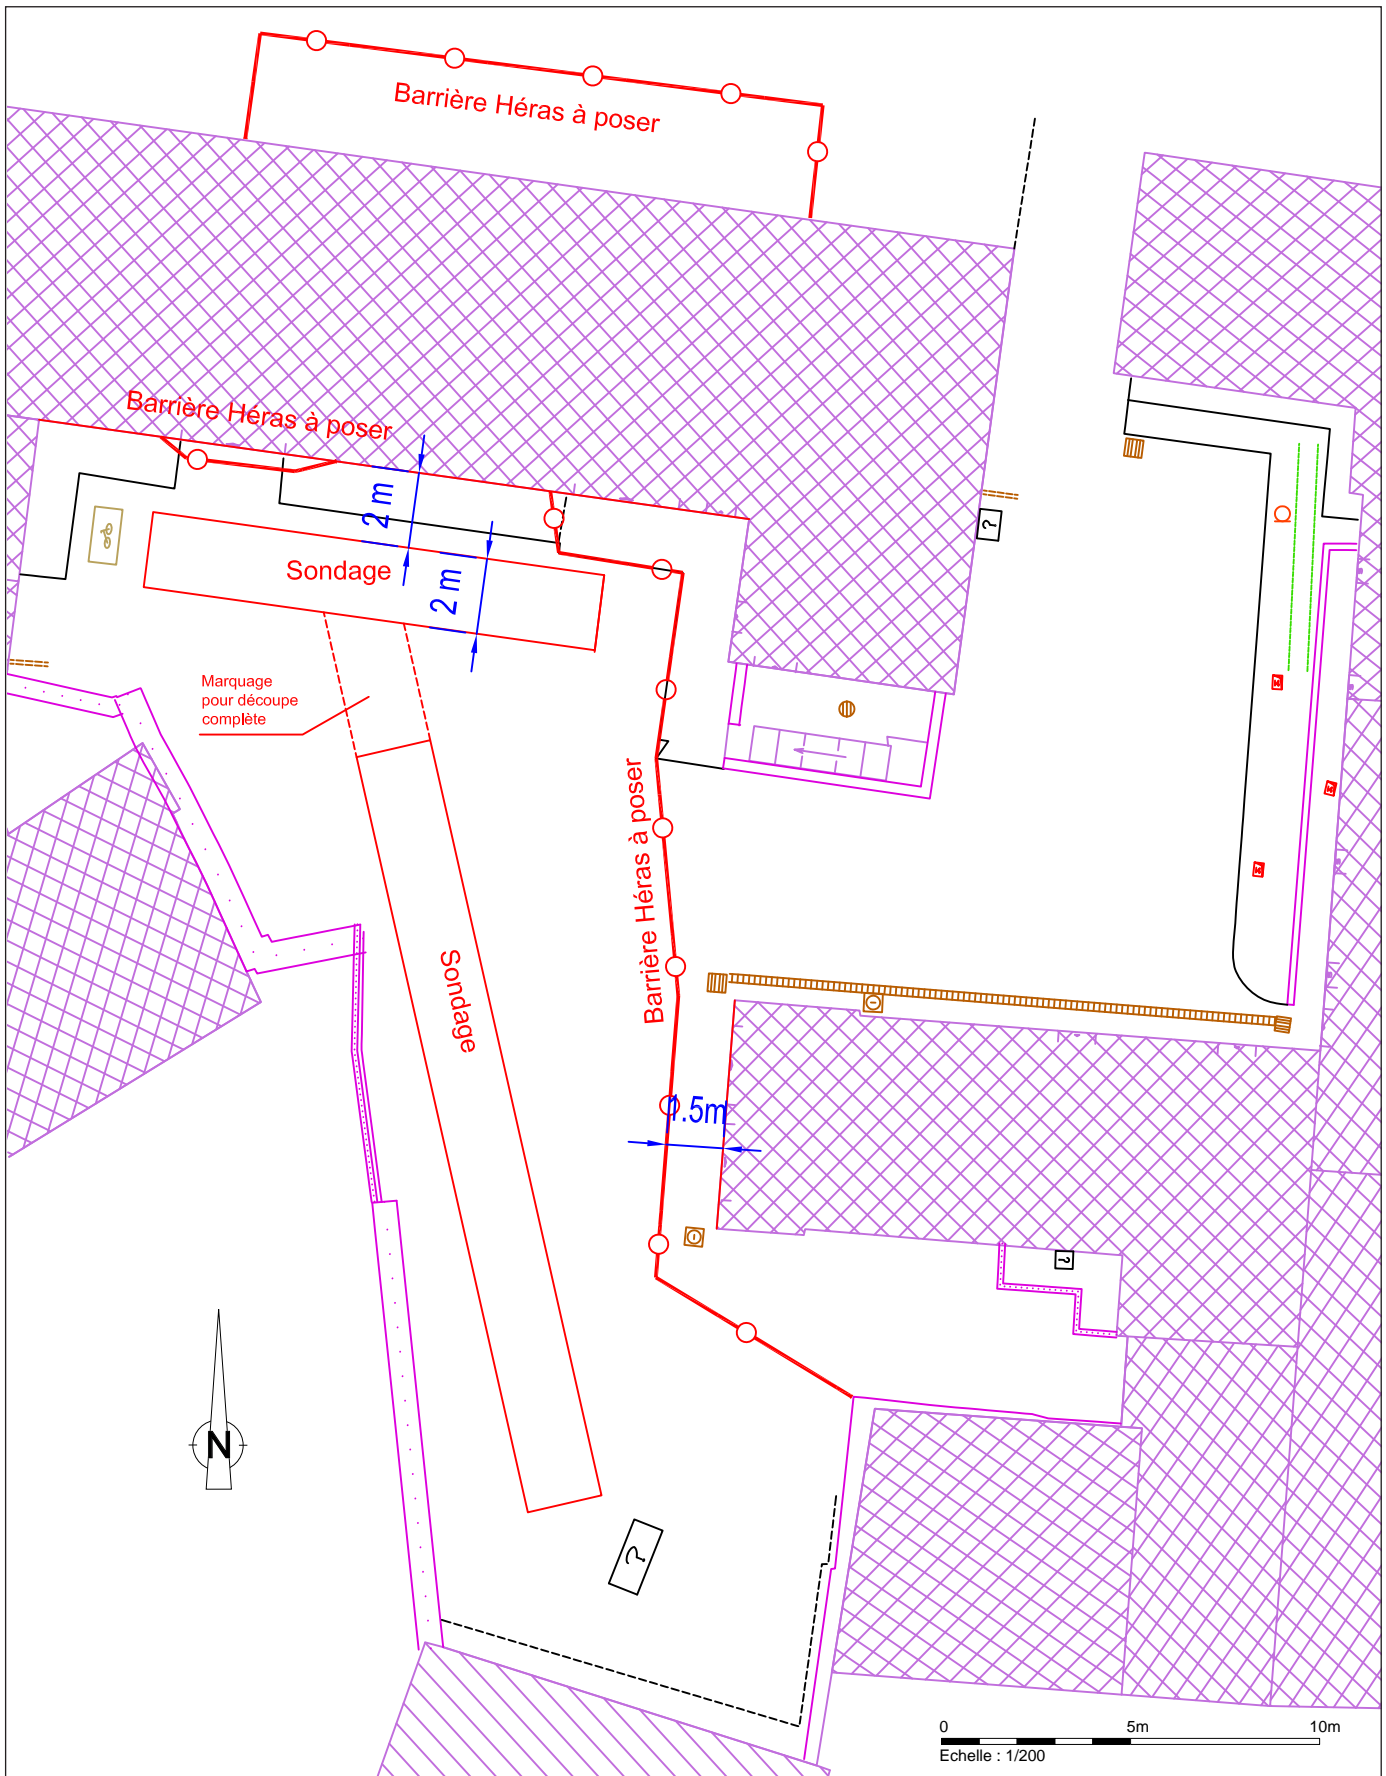 Barrière Héras à poser
Barrière Héras à poser
2 m
Sondage
2 m
Marquage
pour découpe
complète
Barrière Héras à poser
Sondage
1.5m
?
?
?
N
0 5m 10m
Echelle : 1/200